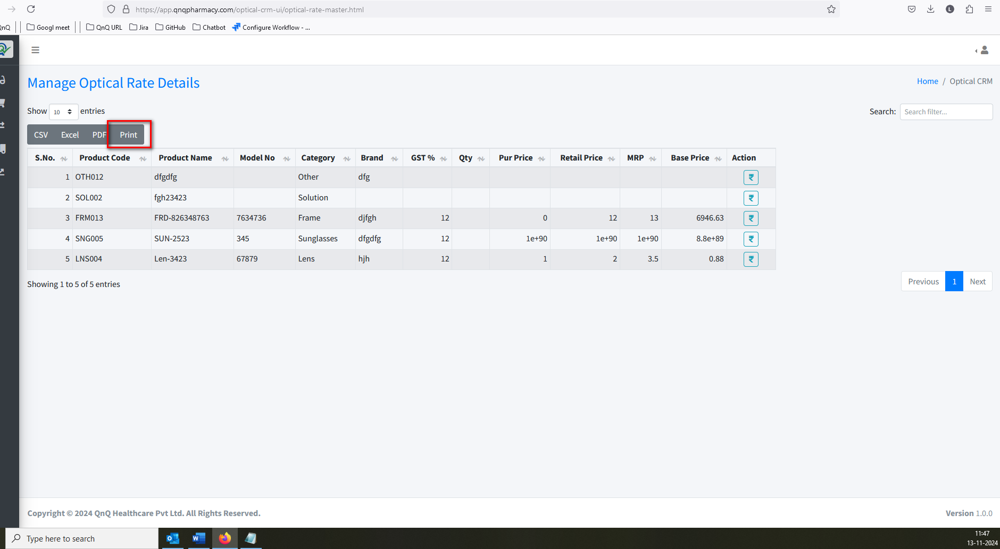 https://app.qnqpharmacy.com/optical-crm-ui/optical-rate-master.html
QnQ Googl meet QnQ URL Jira GitHub Chatbot Configure Workflow - ...
Manage Optical Rate Details
Home / Optical CRM
Show 10 entries
Search: Search filter...
CSV Excel PDF Print
S.No. Product Code Product Name Model No Category Brand GST % Qty Pur Price Retail Price MRP Base Price Action
1 OTH012 dfgdfg Other dfg ₹
2 SOL002 fgh23423 Solution ₹
3 FRM013 FRD-826348763 7634736 Frame djfgh 12 0 12 13 6946.63 ₹
4 SNG005 SUN-2523 345 Sunglasses dfgdfg 12 1e+90 1e+90 1e+90 8.8e+89 ₹
5 LNS004 Len-3423 67879 Lens hjh 12 1 2 3.5 0.88 ₹
Showing 1 to 5 of 5 entries
Previous 1 Next
Copyright © 2024 QnQ Healthcare Pvt Ltd. All Rights Reserved.
Version 1.0.0
Type here to search
11:47
13-11-2024